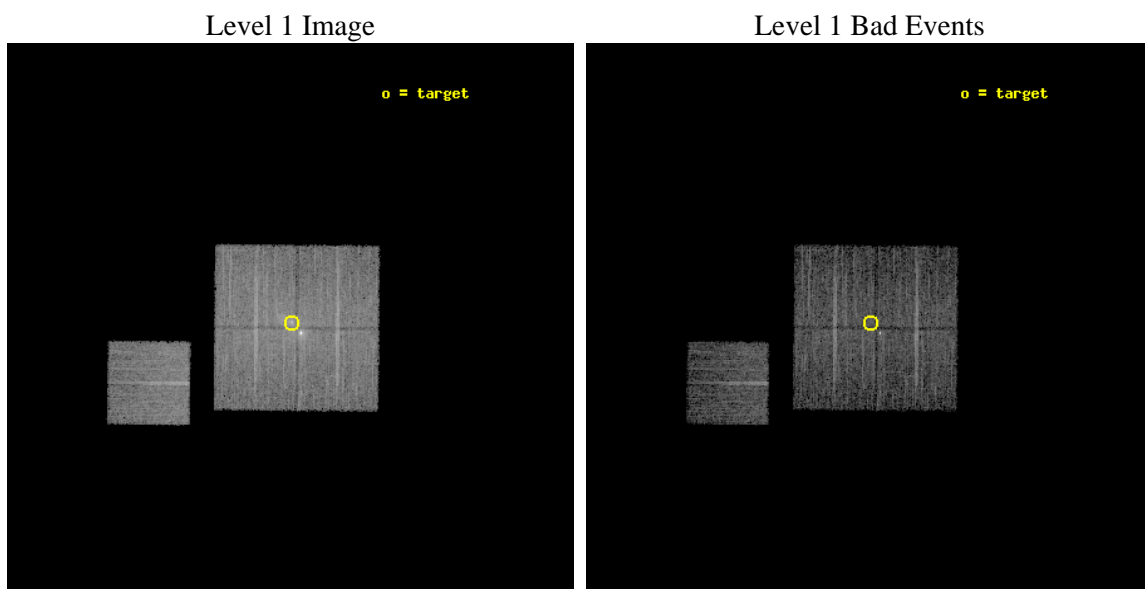 Level 1 Image
Level 1 Bad Events
o = target
o = target